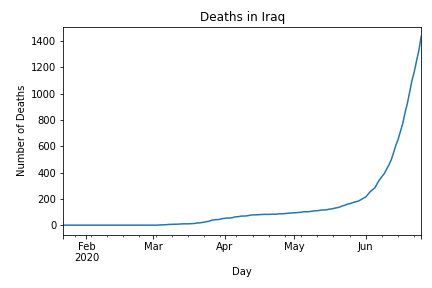 Deaths in Iraq
Number of Deaths
1400
1200
1000
800
600
400
200
0
Feb
2020
Mar
Apr
May
Jun
Day